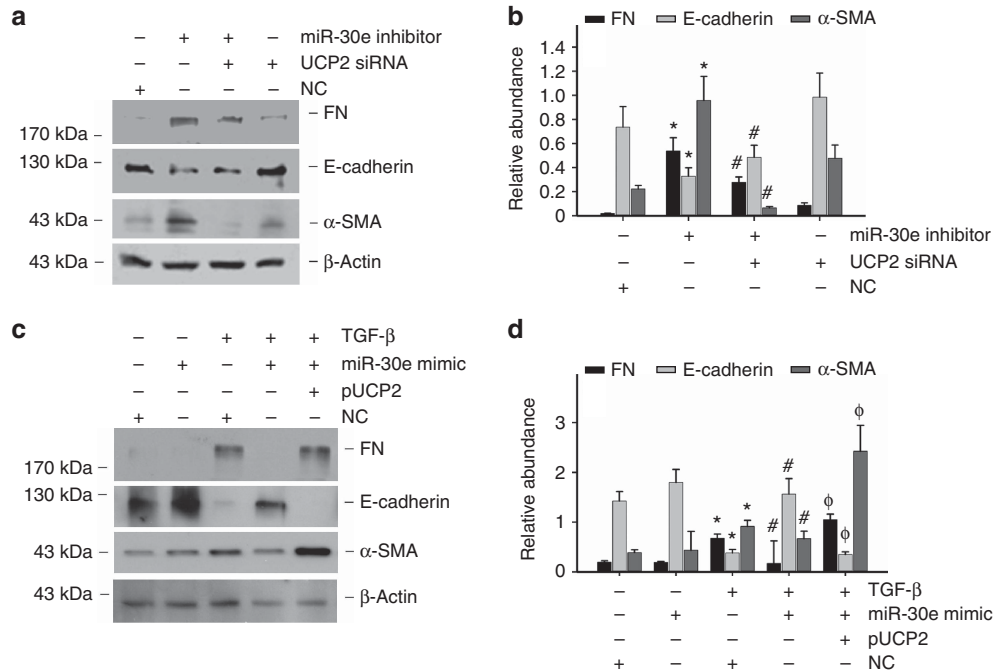 a
– + + – miR-30e inhibitor
– – + + UCP2 siRNA
+ – – – NC
– FN
170 kDa –
130 kDa –
– E-cadherin
43 kDa –
– α-SMA
43 kDa –
– β-Actin
b
FN E-cadherin α-SMA
1.4
1.2
1.0
0.8
0.6
0.4
0.2
0
Relative abundance
* * *
# # #
– + + – miR-30e inhibitor
– – + + UCP2 siRNA
+ – – – NC
c
– – + + + TGF-β
– + – + + miR-30e mimic
– – – – + pUCP2
+ – + – – NC
– FN
170 kDa –
130 kDa –
– E-cadherin
43 kDa –
– α-SMA
43 kDa –
– β-Actin
d
FN E-cadherin α-SMA
3
2
1
0
Relative abundance
* * *
# # #
ϕ ϕ ϕ
– – + + + TGF-β
– + – + + miR-30e mimic
– – – – + pUCP2
+ – + – – NC